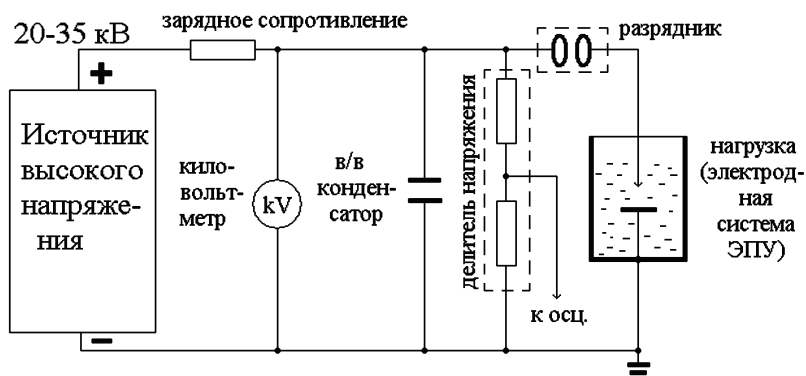 зарядное сопротивление
20-35 кВ
разрядник
+
Источник
высокого
напряже-
ния
кило-
вольт-
метр
kV
в/в
конден-
сатор
делитель напряжения
нагрузка
(электрод-
ная
система
ЭПУ)
к осц.
–